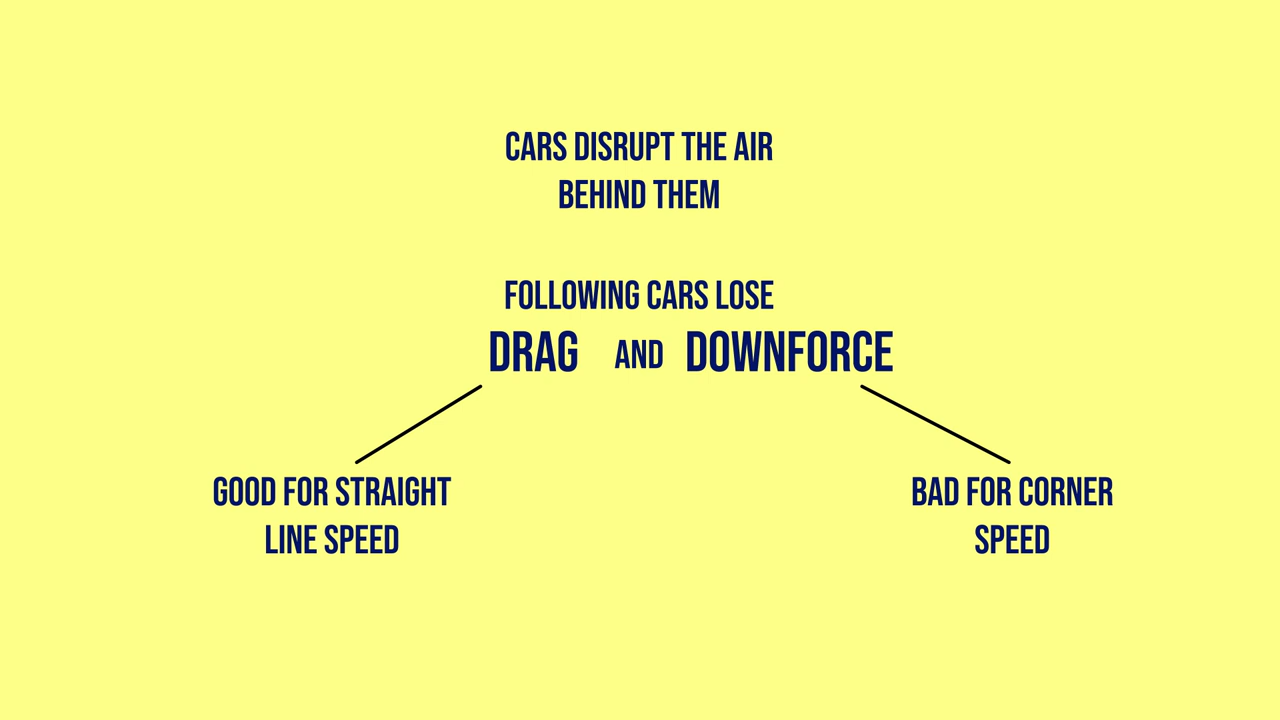 CARS DISRUPT THE AIR
BEHIND THEM
FOLLOWING CARS LOSE
DRAG AND DOWNFORCE
GOOD FOR STRAIGHT
LINE SPEED
BAD FOR CORNER
SPEED